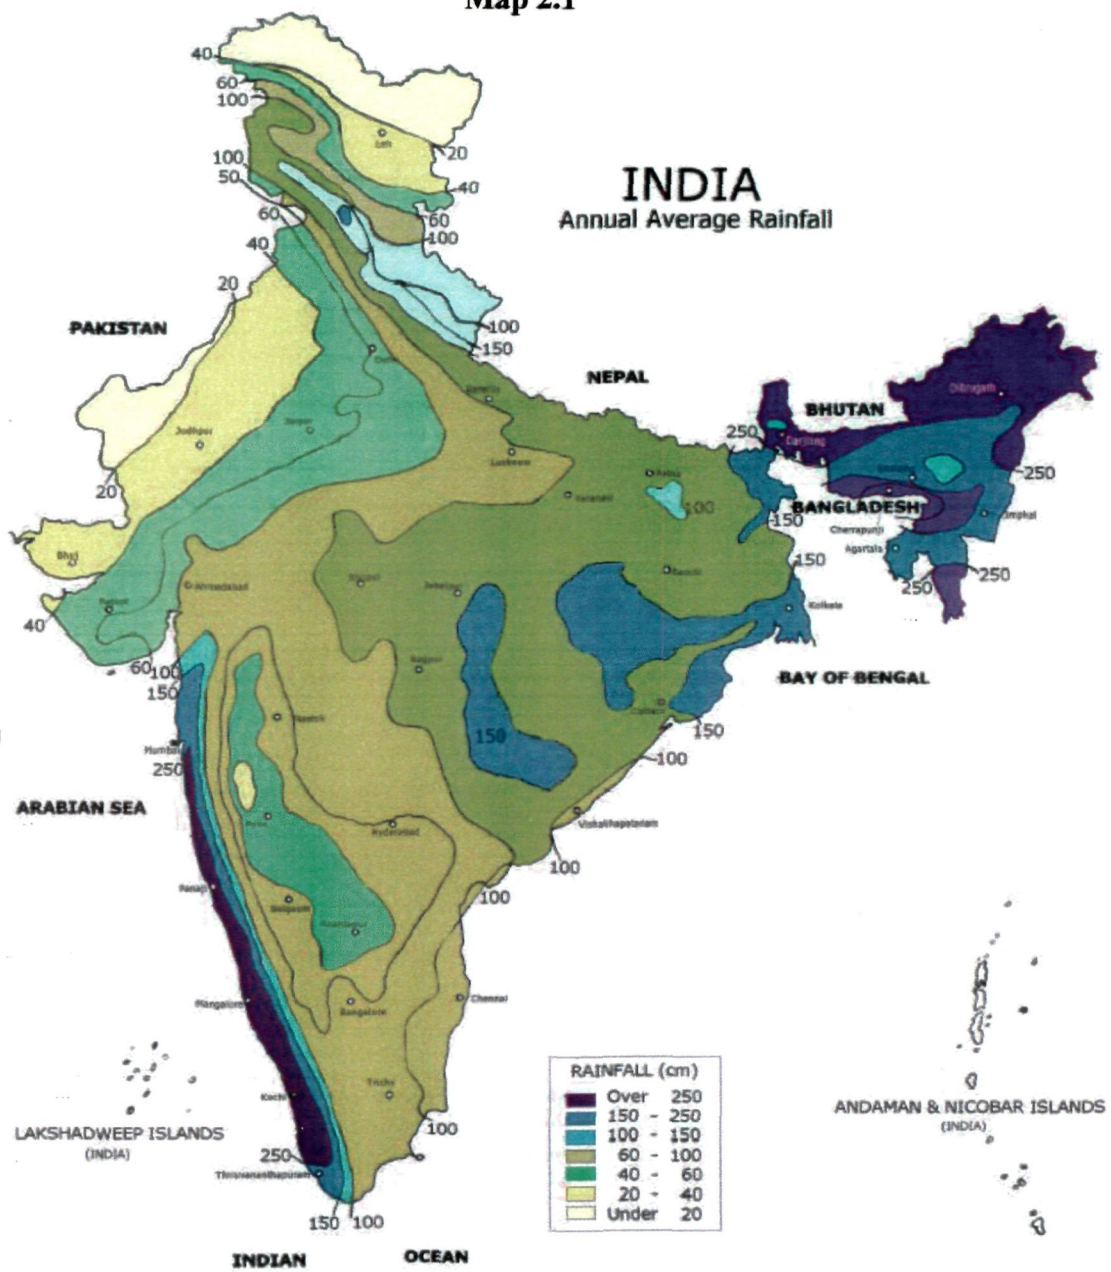 Map 2.1
INDIA
Annual Average Rainfall
40
60
100
100
50
60
40
20
20
40
60
100
100
150
PAKISTAN
NEPAL
BHUTAN
BANGLADESH
Leh
Jodhpur
Jaipur
Lucknow
Varanasi
Patna
100
Darjiling
Dibrugarh
Cherrapunji
Agartala
Imphal
250
250
250
250
150
150
20
Bhuj
Rajkot
Ahmedabad
Bhopal
Jabalpur
Ranchi
Kolkata
40
60
100
150
Nagpur
Nashik
Mumbai
250
150
Cuttack
150
100
BAY OF BENGAL
ARABIAN SEA
Pune
Hyderabad
Vishakhapatanam
100
100
Panaji
Belgaum
Anantapur
Mangalore
Bangalore
Chennai
Trichy
Kochi
100
250
Thiruvananthapuram
150
100
LAKSHADWEEP ISLANDS
(INDIA)
ANDAMAN & NICOBAR ISLANDS
(INDIA)
RAINFALL (cm)
Over 250
150 - 250
100 - 150
60 - 100
40 - 60
20 - 40
Under 20
INDIAN
OCEAN